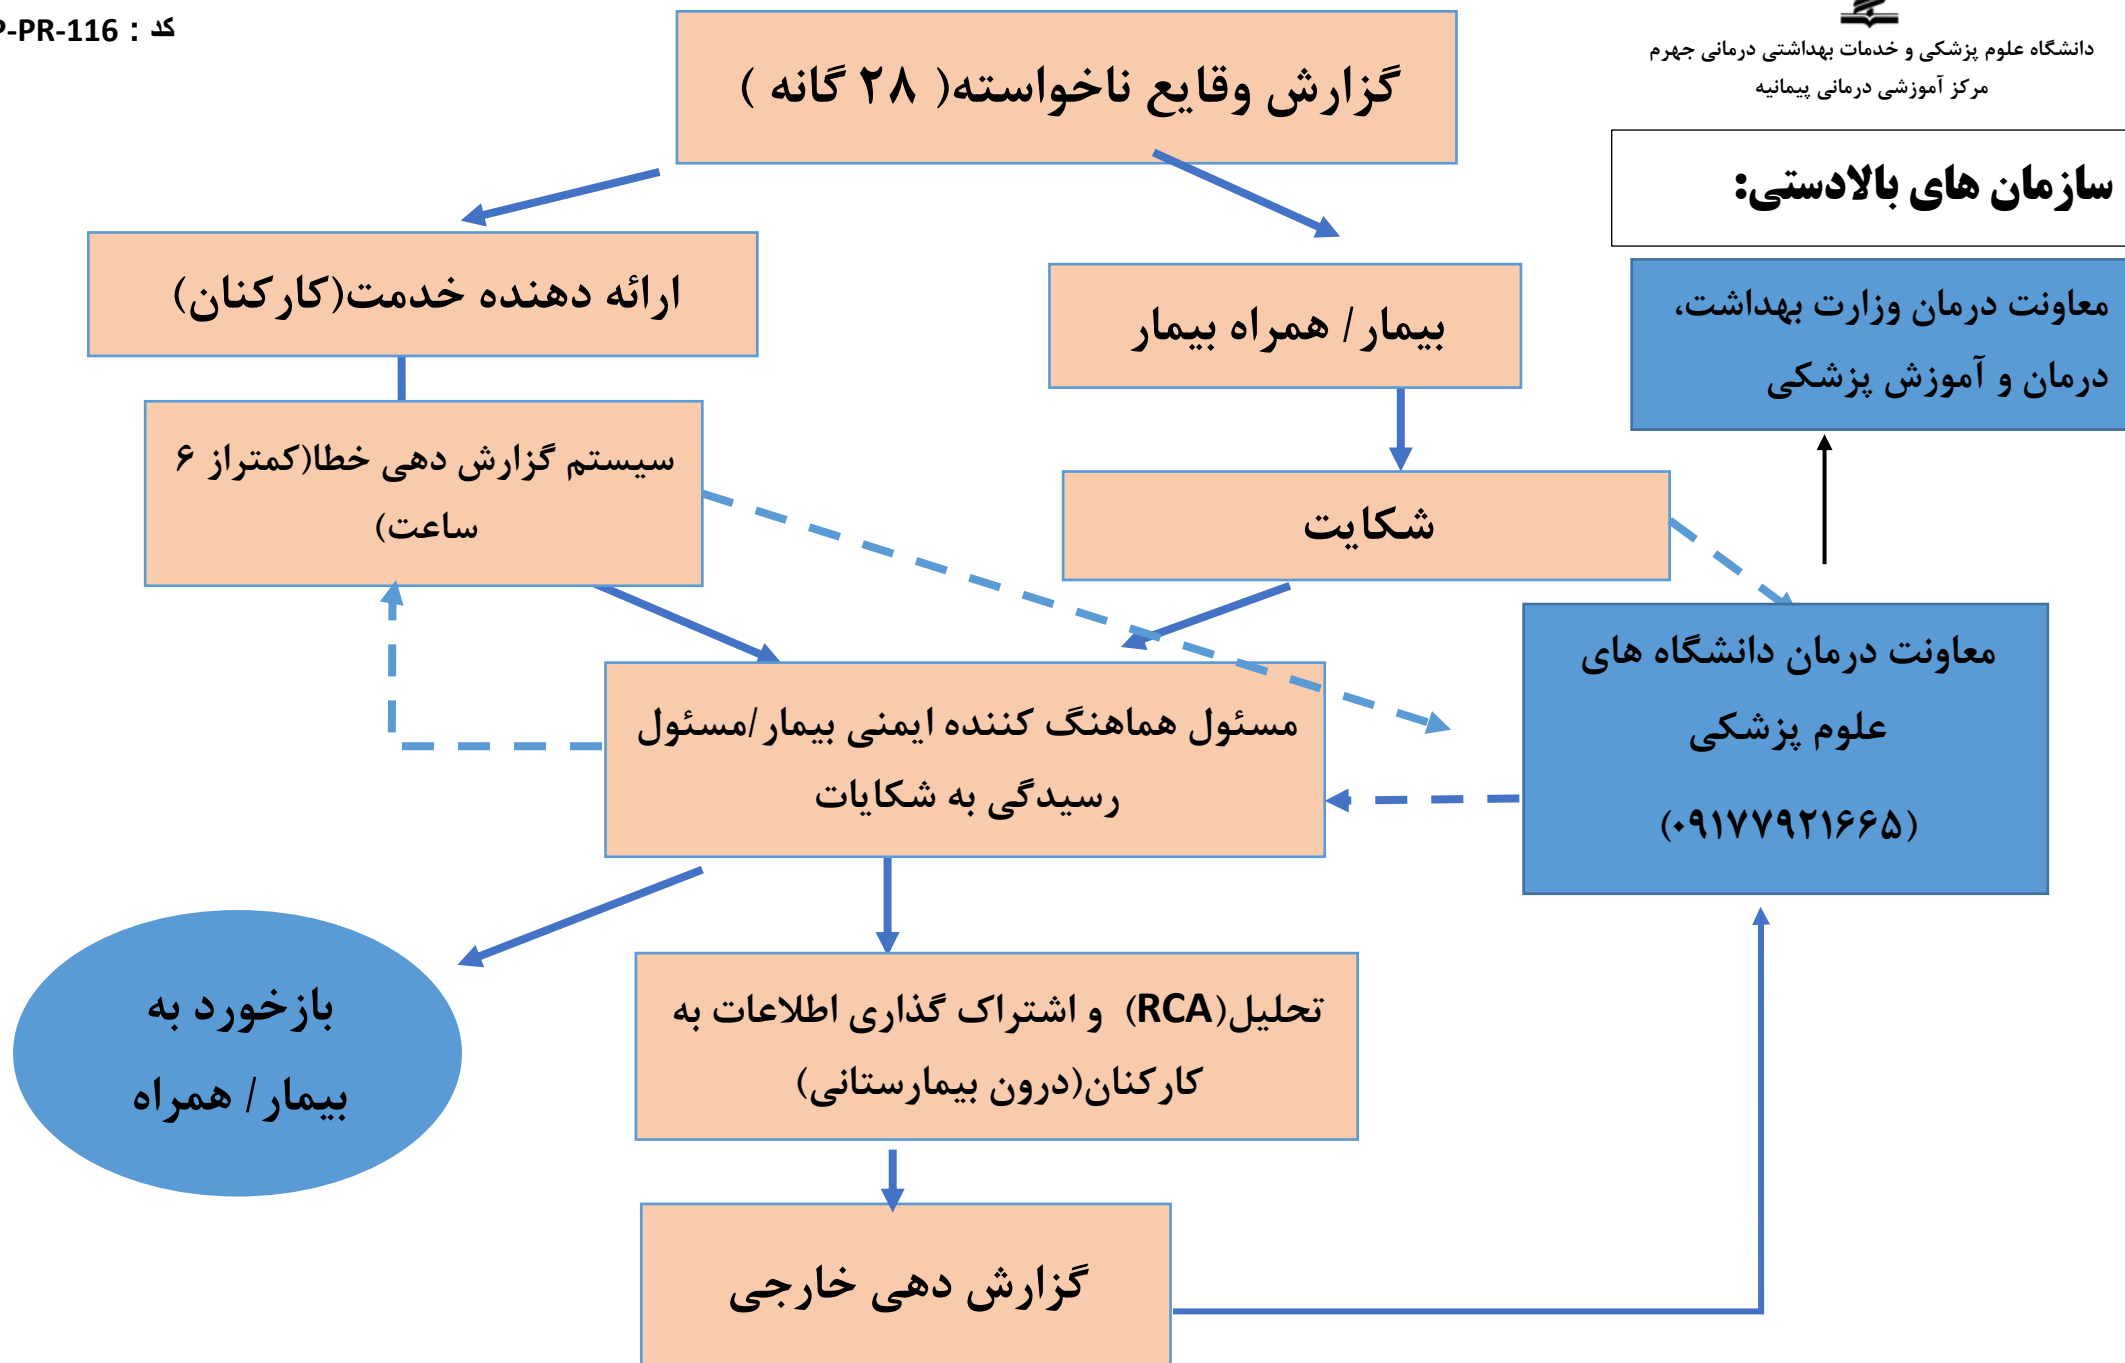 کد : P-PR-116
دانشگاه علوم پزشکی و خدمات بهداشتی درمانی جهرم
مرکز آموزشی درمانی پیمانیه
گزارش وقایع ناخواسته( ۲۸ گانه )
سازمان های بالادستی:
ارائه دهنده خدمت(کارکنان)
بیمار/ همراه بیمار
معاونت درمان وزارت بهداشت،
درمان و آموزش پزشکی
سیستم گزارش دهی خطا(کمتراز ۶
ساعت)
شکایت
معاونت درمان دانشگاه های
علوم پزشکی
(۰۹۱۷۷۹۲۱۶۶۵)
مسئول هماهنگ کننده ایمنی بیمار/مسئول
رسیدگی به شکایات
بازخورد به
بیمار/ همراه
تحلیل(RCA) و اشتراک گذاری اطلاعات به
کارکنان(درون بیمارستانی)
گزارش دهی خارجی